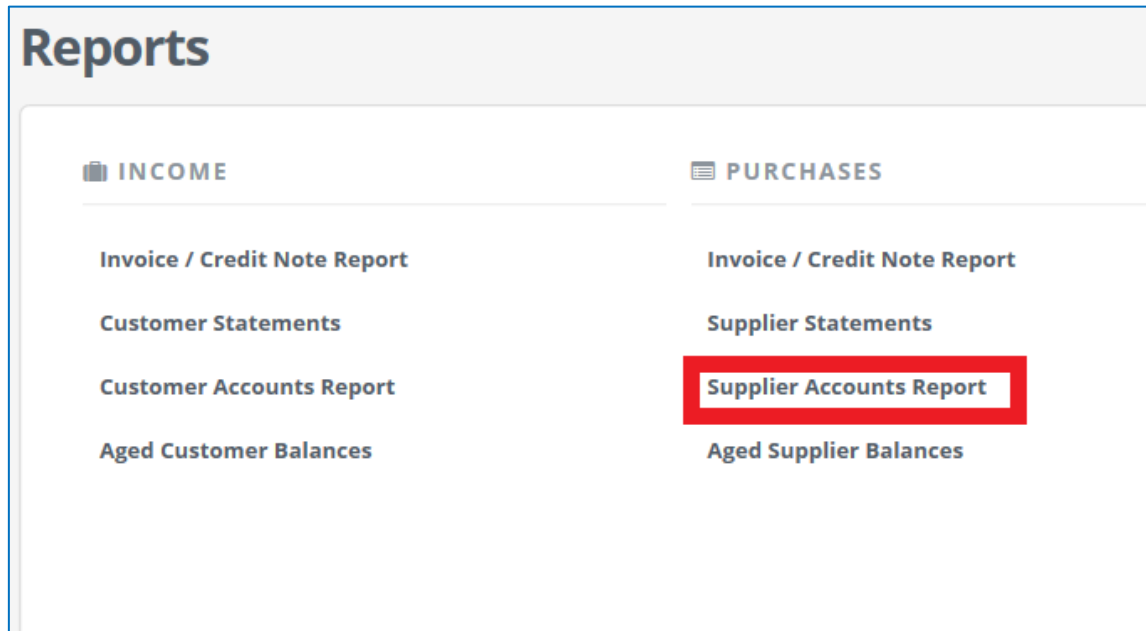 Reports
INCOME
Invoice / Credit Note Report
Customer Statements
Customer Accounts Report
Aged Customer Balances
PURCHASES
Invoice / Credit Note Report
Supplier Statements
Supplier Accounts Report
Aged Supplier Balances